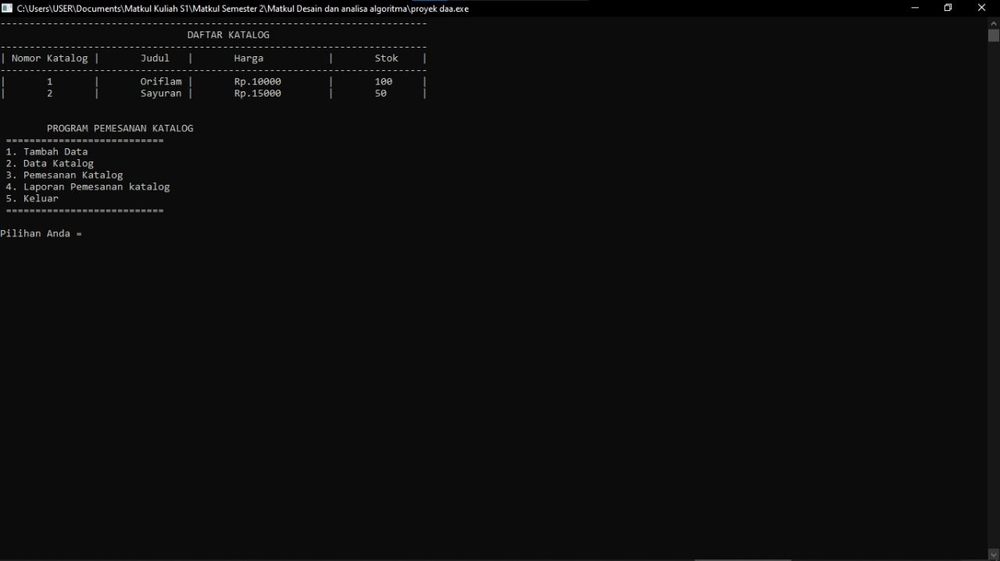 C:\Users\USER\Documents\Matkul Kuliah S1\Matkul Semester 2\Matkul Desain dan analisa algoritma\proyek daa.exe
-------------------------------------------------------------------------
DAFTAR KATALOG
-------------------------------------------------------------------------
| Nomor Katalog | Judul | Harga | Stok |
-------------------------------------------------------------------------
| 1 | Oriflam | Rp.10000 | 100 |
| 2 | Sayuran | Rp.15000 | 50 |
PROGRAM PEMESANAN KATALOG
===========================
1. Tambah Data
2. Data Katalog
3. Pemesanan Katalog
4. Laporan Pemesanan katalog
5. Keluar
===========================
Pilihan Anda =